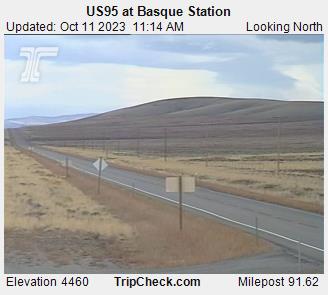 US95 at Basque Station
Updated: Oct 11 2023 11:14 AM Looking North
Elevation 4460 TripCheck.com Milepost 91.62